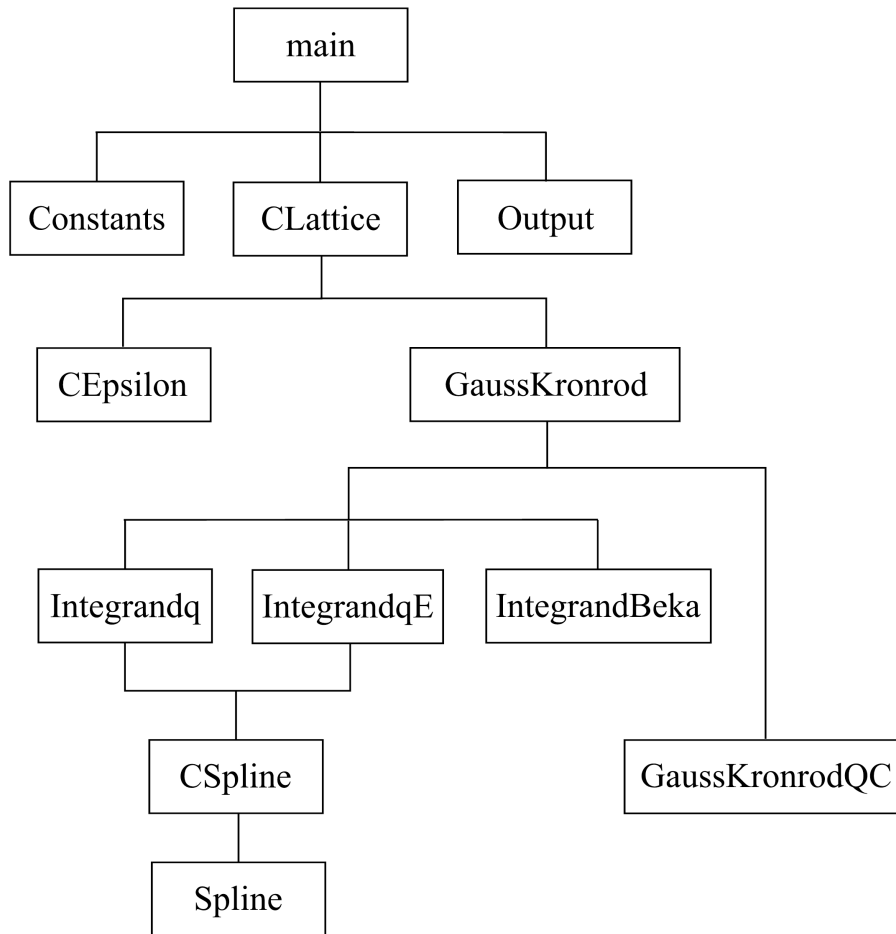 main
Constants
CLattice
Output
CEpsilon
GaussKronrod
Integrandq
IntegrandqE
IntegrandBeka
CSpline
GaussKronrodQC
Spline